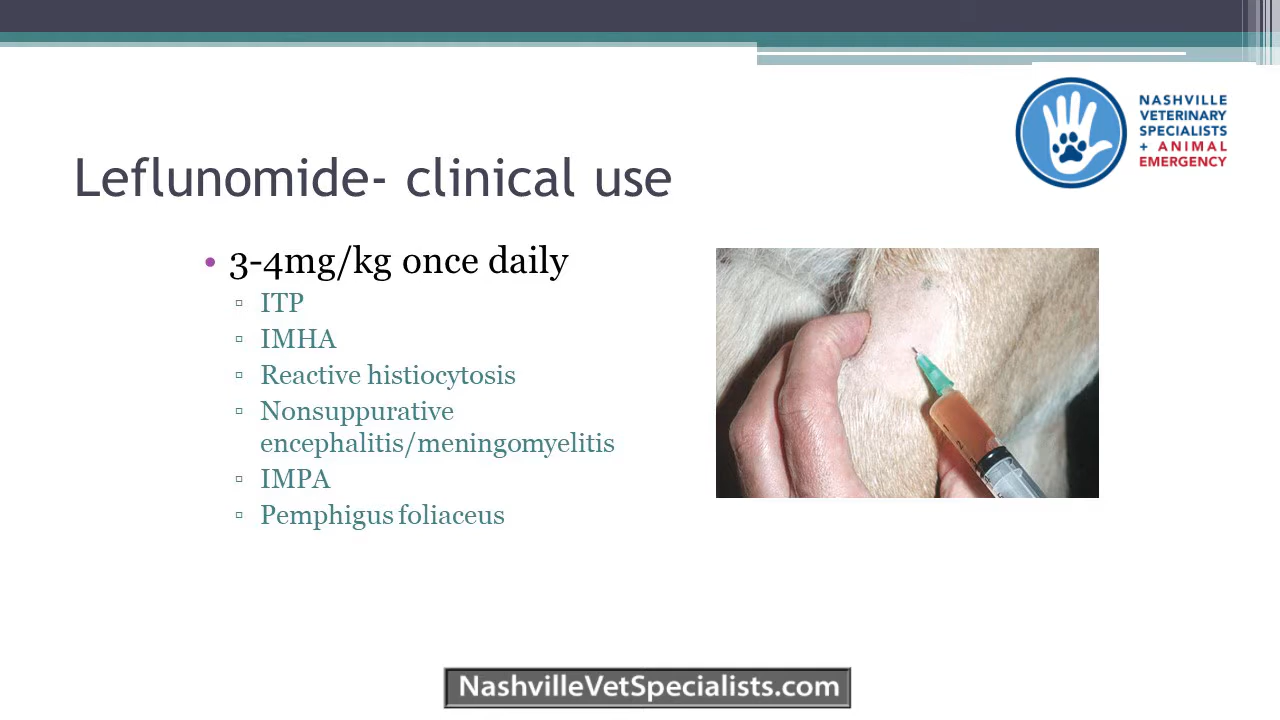 NASHVILLE
VETERINARY
SPECIALISTS
+ ANIMAL
EMERGENCY
Leflunomide- clinical use
• 3-4mg/kg once daily
▫ ITP
▫ IMHA
▫ Reactive histiocytosis
▫ Nonsuppurative
encephalitis/meningomyelitis
▫ IMPA
▫ Pemphigus foliaceus
NashvilleVetSpecialists.com